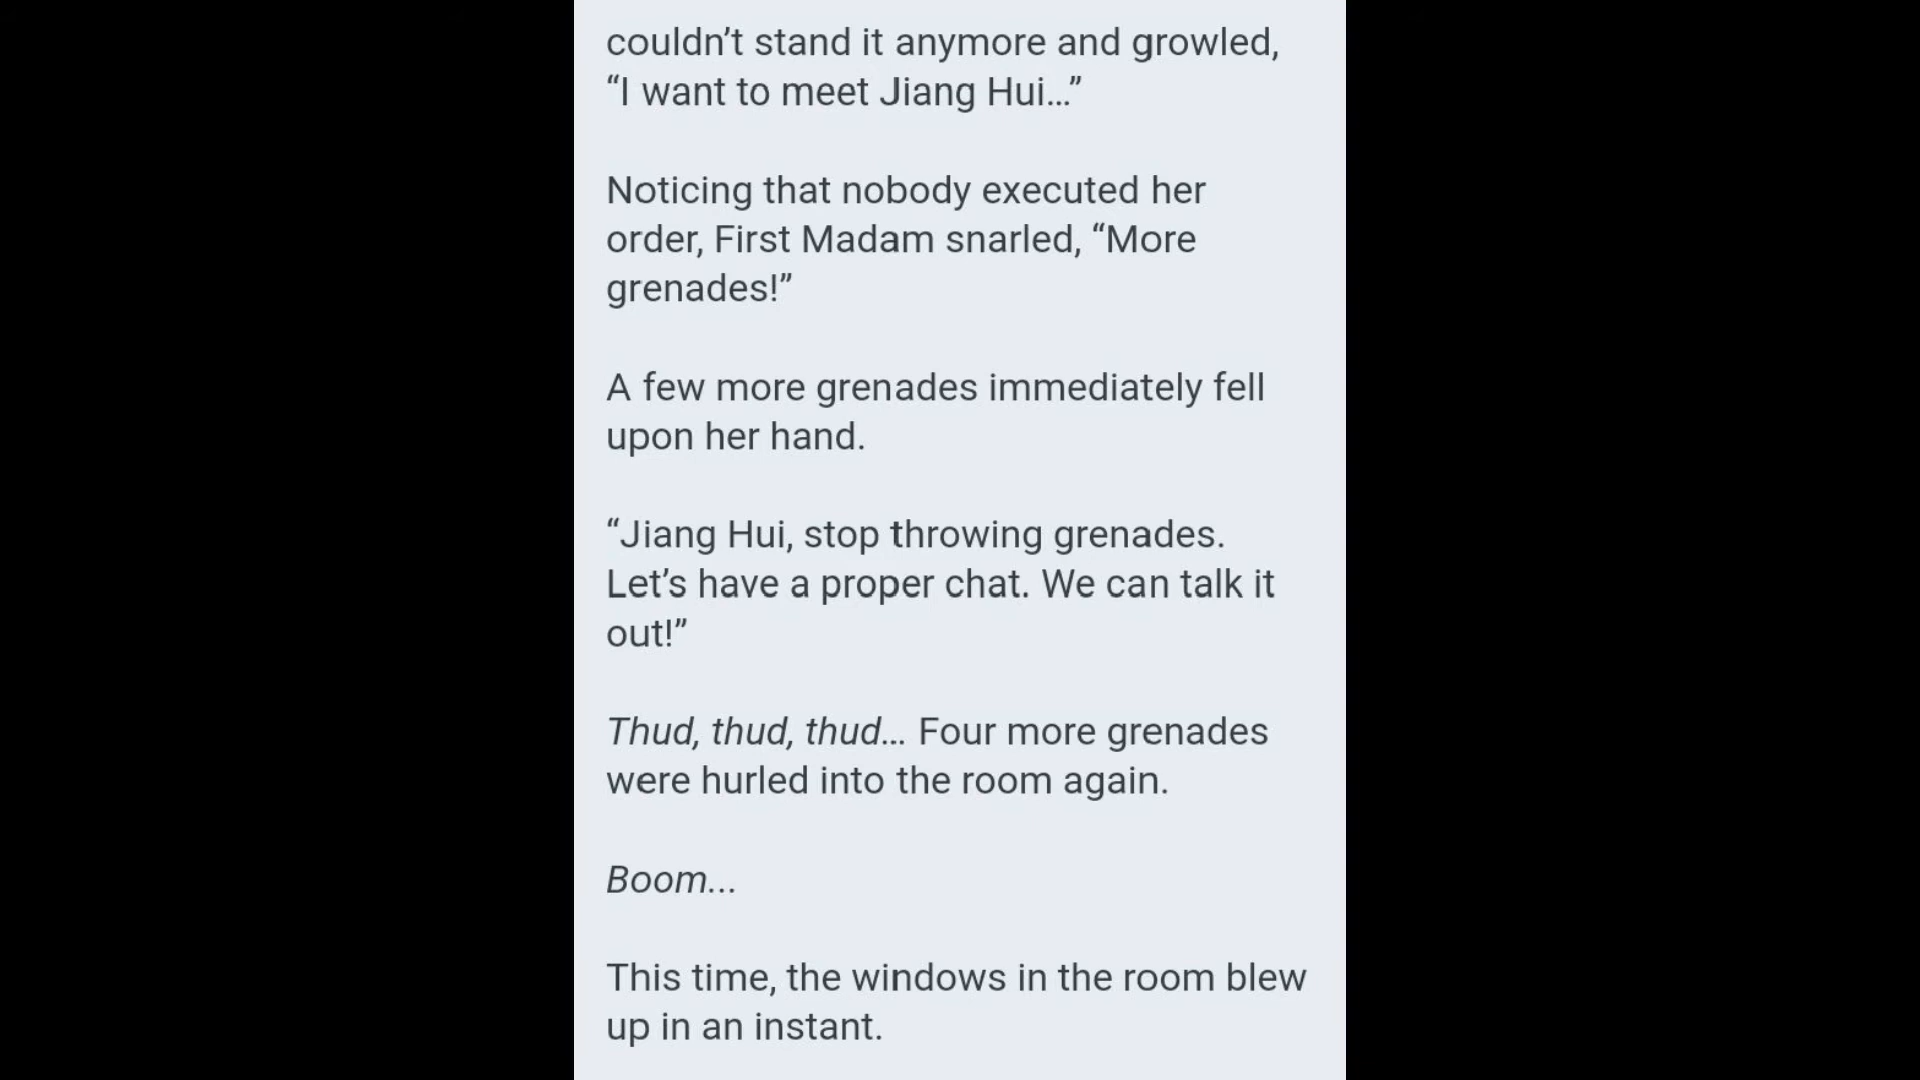 couldn’t stand it anymore and growled,
“I want to meet Jiang Hui…”
Noticing that nobody executed her
order, First Madam snarled, “More
grenades!”
A few more grenades immediately fell
upon her hand.
“Jiang Hui, stop throwing grenades.
Let’s have a proper chat. We can talk it
out!”
Thud, thud, thud… Four more grenades
were hurled into the room again.
Boom...
This time, the windows in the room blew
up in an instant.